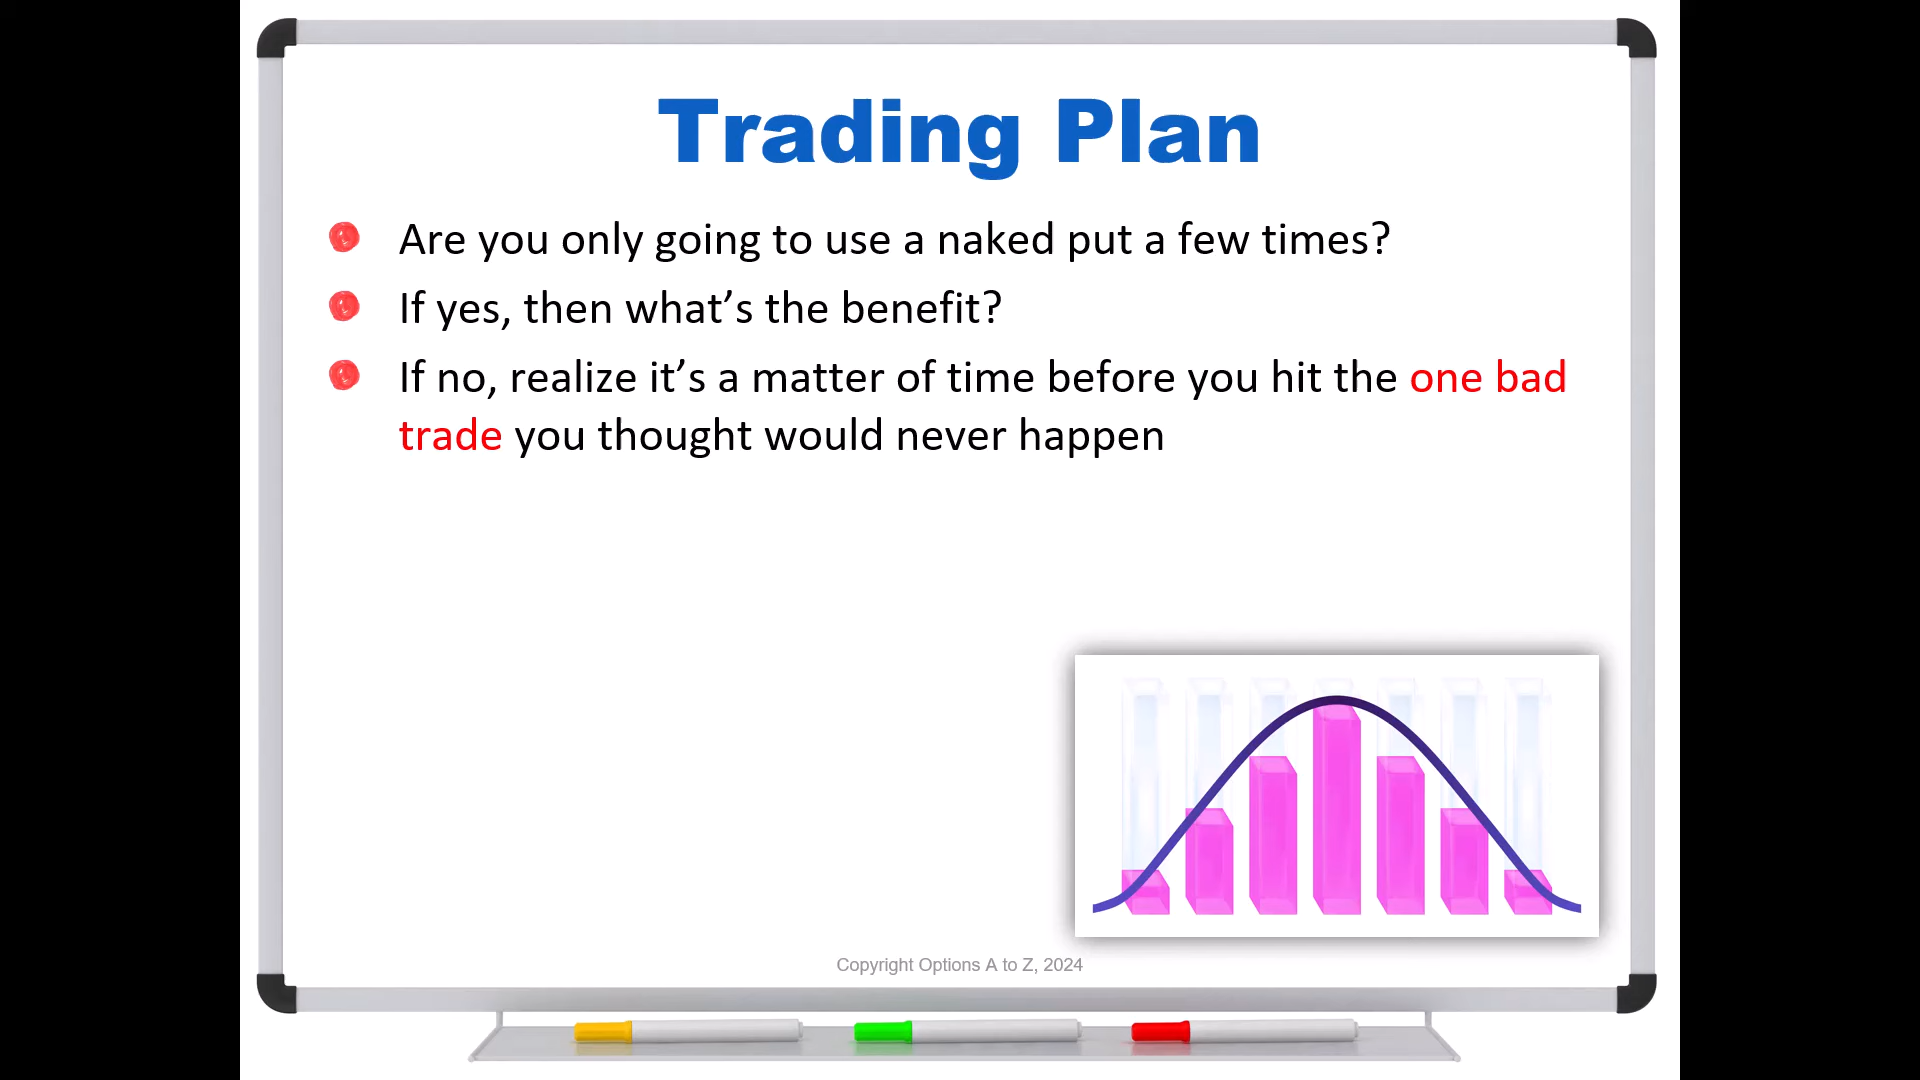 Trading Plan
Are you only going to use a naked put a few times?
If yes, then what’s the benefit?
If no, realize it’s a matter of time before you hit the one bad
trade you thought would never happen
Copyright Options A to Z, 2024